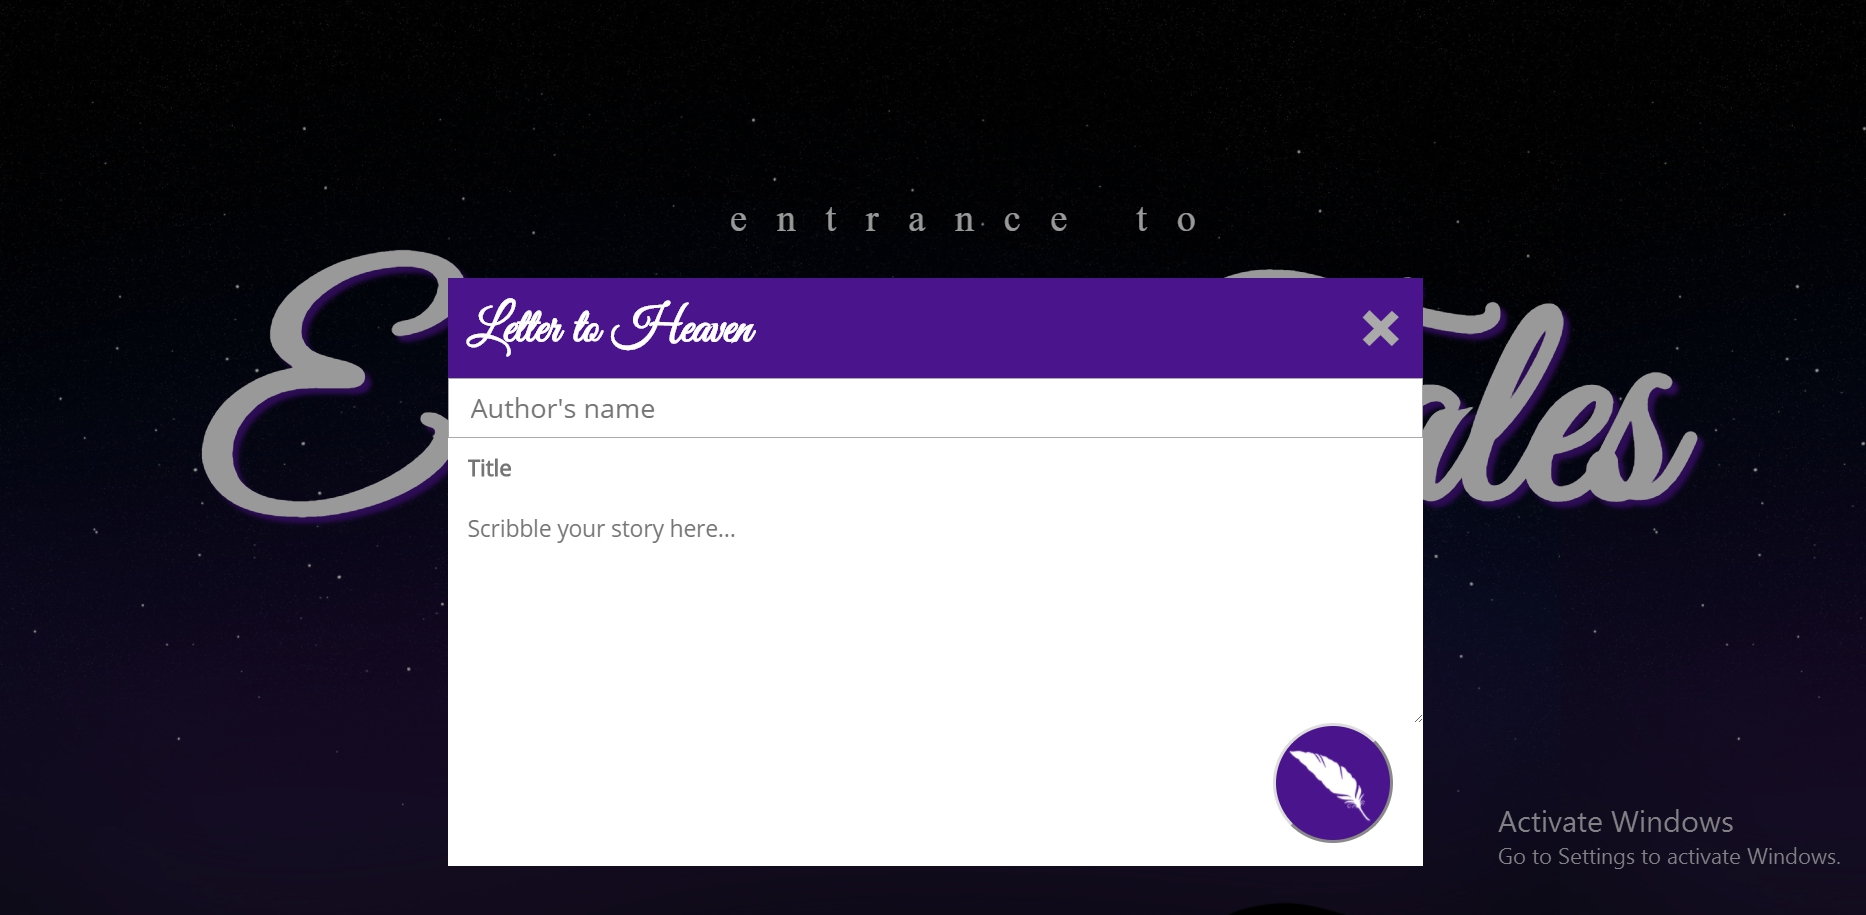 entrance to
E Tales
Letter to Heaven
Author's name
Title
Scribble your story here...
Activate Windows
Go to Settings to activate Windows.